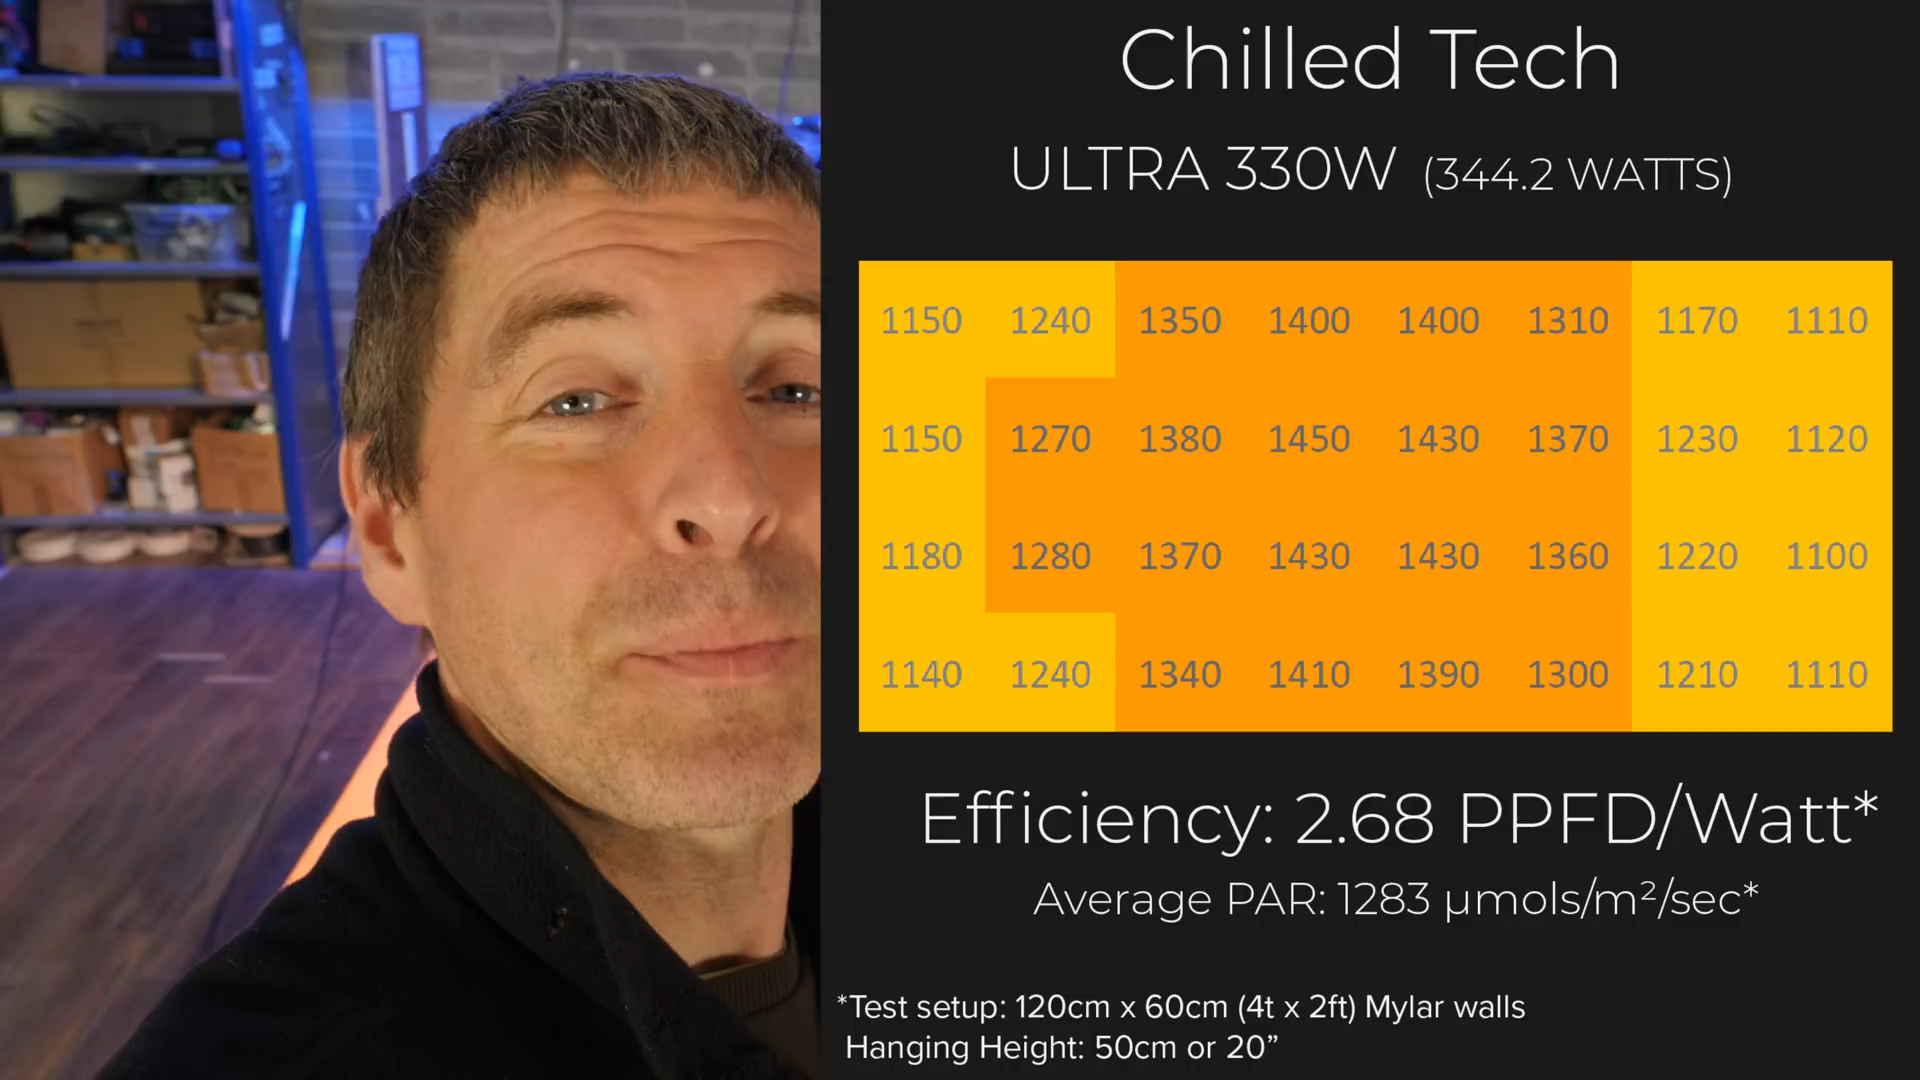 Chilled Tech
ULTRA 330W (344.2 WATTS)
1150 1240 1350 1400 1400 1310 1170 1110
1150 1270 1380 1450 1430 1370 1230 1120
1180 1280 1370 1430 1430 1360 1220 1100
1140 1240 1340 1410 1390 1300 1210 1110
Efficiency: 2.68 PPFD/Watt*
Average PAR: 1283 µmols/m²/sec*
*Test setup: 120cm x 60cm (4t x 2ft) Mylar walls
Hanging Height: 50cm or 20”